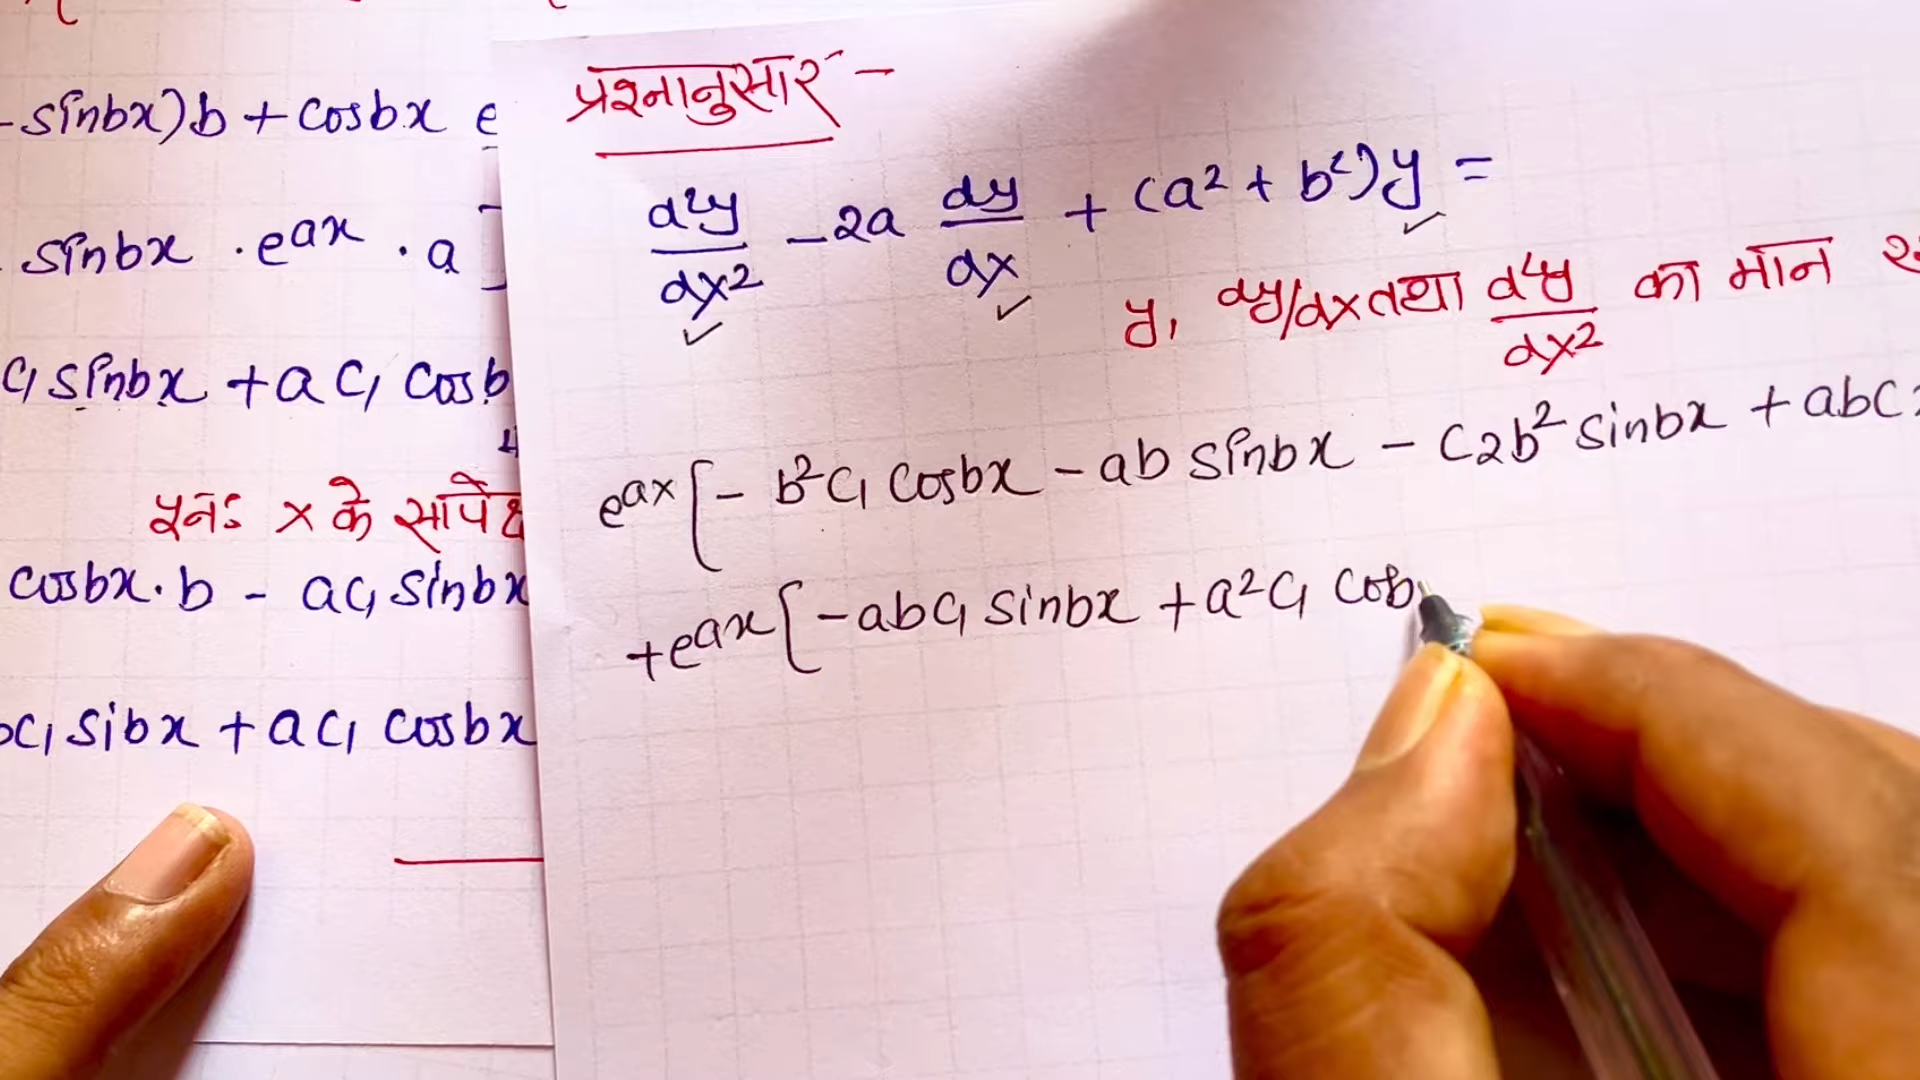 -sinbx)b + cosbx e
sinbx · e^ax · a
C₁ sinbx + a C₁ cosb
पुनः x के सापेक्ष
cosbx · b - aC₁ sinbx
C₁ sibx + aC₁ cosbx
प्रश्नानुसार -
d²y/dx² - 2a dy/dx + (a² + b²)y =
y, dy/dx तथा d²y/dx² का मान
e^ax [- b²C₁ cosbx - ab sinbx - C2b² sinbx + abC
+e^ax [-abC₁ sinbx + a²C₁ cob